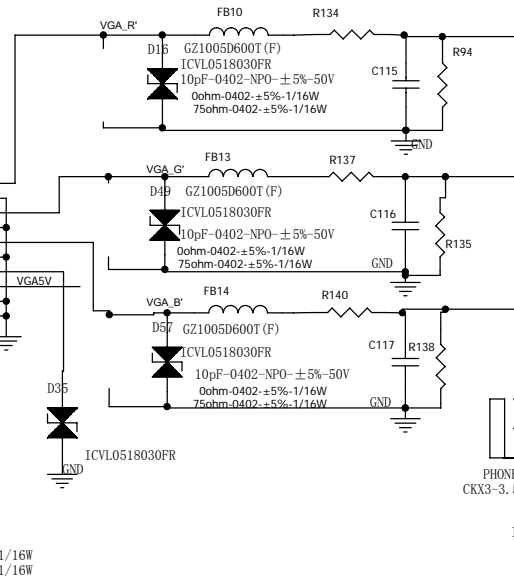 FB10
R134
VGA_R'
D16
GZ1005D600T(F)
ICVL0518030FR
R94
C115
10pF-0402-NPO-±5%-50V
0ohm-0402-±5%-1/16W
75ohm-0402-±5%-1/16W
GND
FB13
R137
VGA_G'
D49
GZ1005D600T(F)
ICVL0518030FR
C116
10pF-0402-NPO-±5%-50V
R135
0ohm-0402-±5%-1/16W
75ohm-0402-±5%-1/16W
GND
VGA5V
FB14
R140
VGA_B'
D57
GZ1005D600T(F)
ICVL0518030FR
C117
R138
10pF-0402-NPO-±5%-50V
D35
0ohm-0402-±5%-1/16W
75ohm-0402-±5%-1/16W
GND
ICVL0518030FR
GND
PHONE
CKX3-3.5
1/16W
1/16W